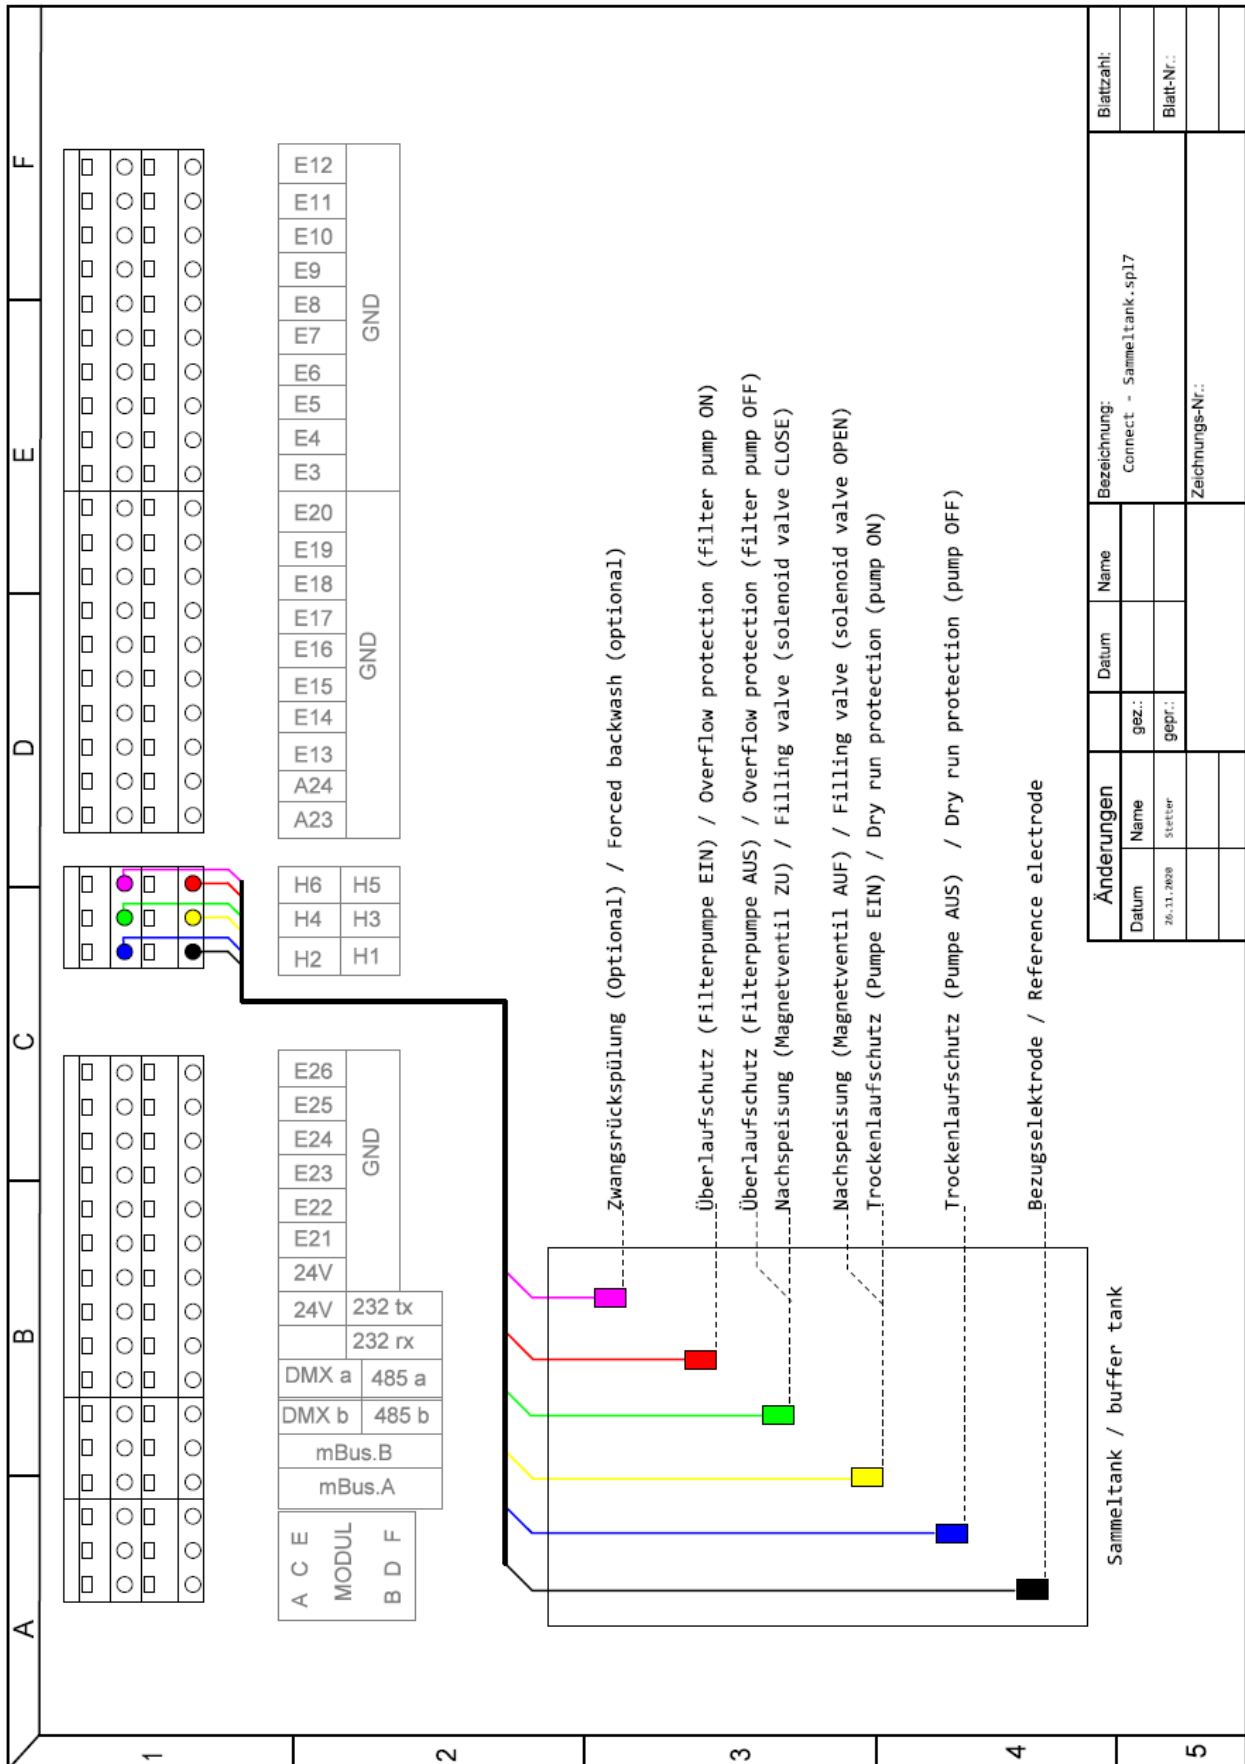 A
B
C
D
E
F
1
2
3
4
5
A C E
MODUL
B D F
mBus.A
mBus.B
DMX b
485 b
DMX a
485 a
232 rx
24V
232 tx
24V
E21
E22
E23
E24
E25
E26
GND
H2
H1
H4
H3
H6
H5
A23
A24
E13
E14
E15
E16
E17
E18
E19
E20
GND
E3
E4
E5
E6
E7
E8
E9
E10
E11
E12
GND
Zwangsrückspülung (Optional) / Forced backwash (optional)
Überlaufschutz (Filterpumpe EIN) / Overflow protection (filter pump ON)
Überlaufschutz (Filterpumpe AUS) / Overflow protection (filter pump OFF)
Nachspeisung (Magnetventil ZU) / Filling valve (solenoid valve CLOSE)
Nachspeisung (Magnetventil AUF) / Filling valve (solenoid valve OPEN)
Trockenlaufschutz (Pumpe EIN) / Dry run protection (pump ON)
Trockenlaufschutz (Pumpe AUS) / Dry run protection (pump OFF)
Bezugselektrode / Reference electrode
Sammeltank / buffer tank
Änderungen
Datum
Name
26.11.2020
Stetter
Datum
Name
gez.:
gepr.:
Bezeichnung:
Connect - Sammeltank.spl7
Zeichnungs-Nr.:
Blattzahl:
Blatt-Nr.: